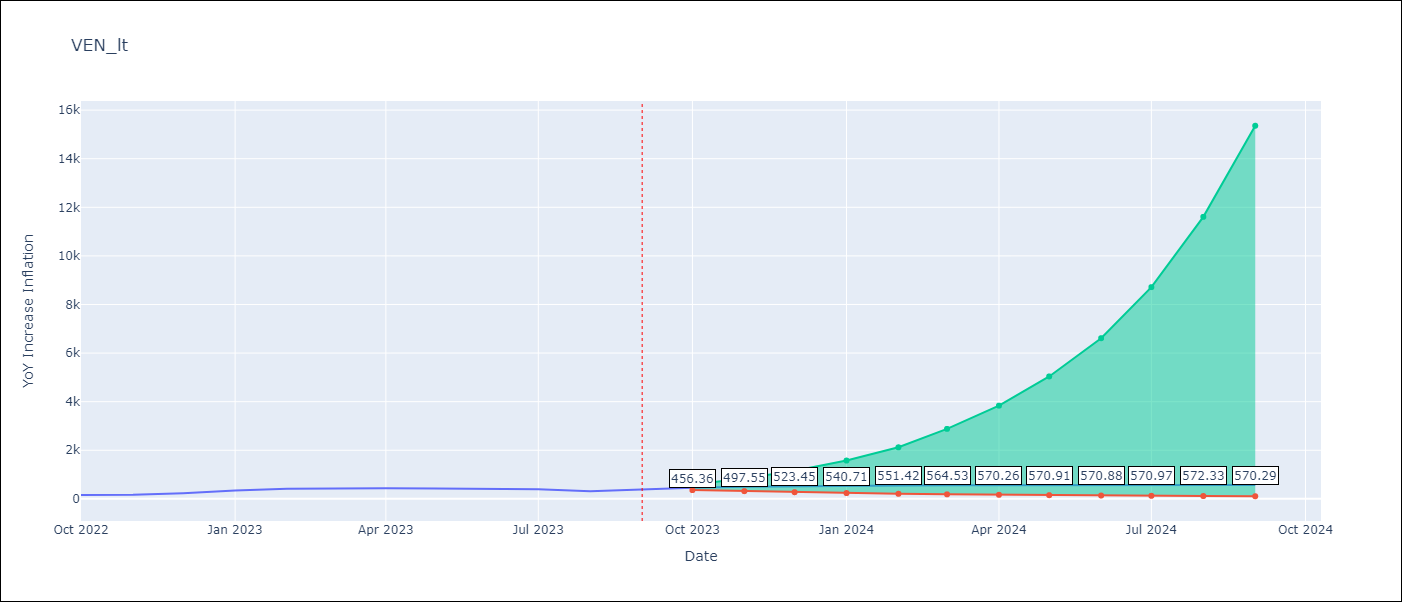 VEN_lt
16k
14k
12k
10k
8k
6k
4k
2k
0
YoY Increase Inflation
456.36 497.55 523.45 540.71 551.42 564.53 570.26 570.91 570.88 570.97 572.33 570.29
Oct 2022 Jan 2023 Apr 2023 Jul 2023 Oct 2023 Jan 2024 Apr 2024 Jul 2024 Oct 2024
Date